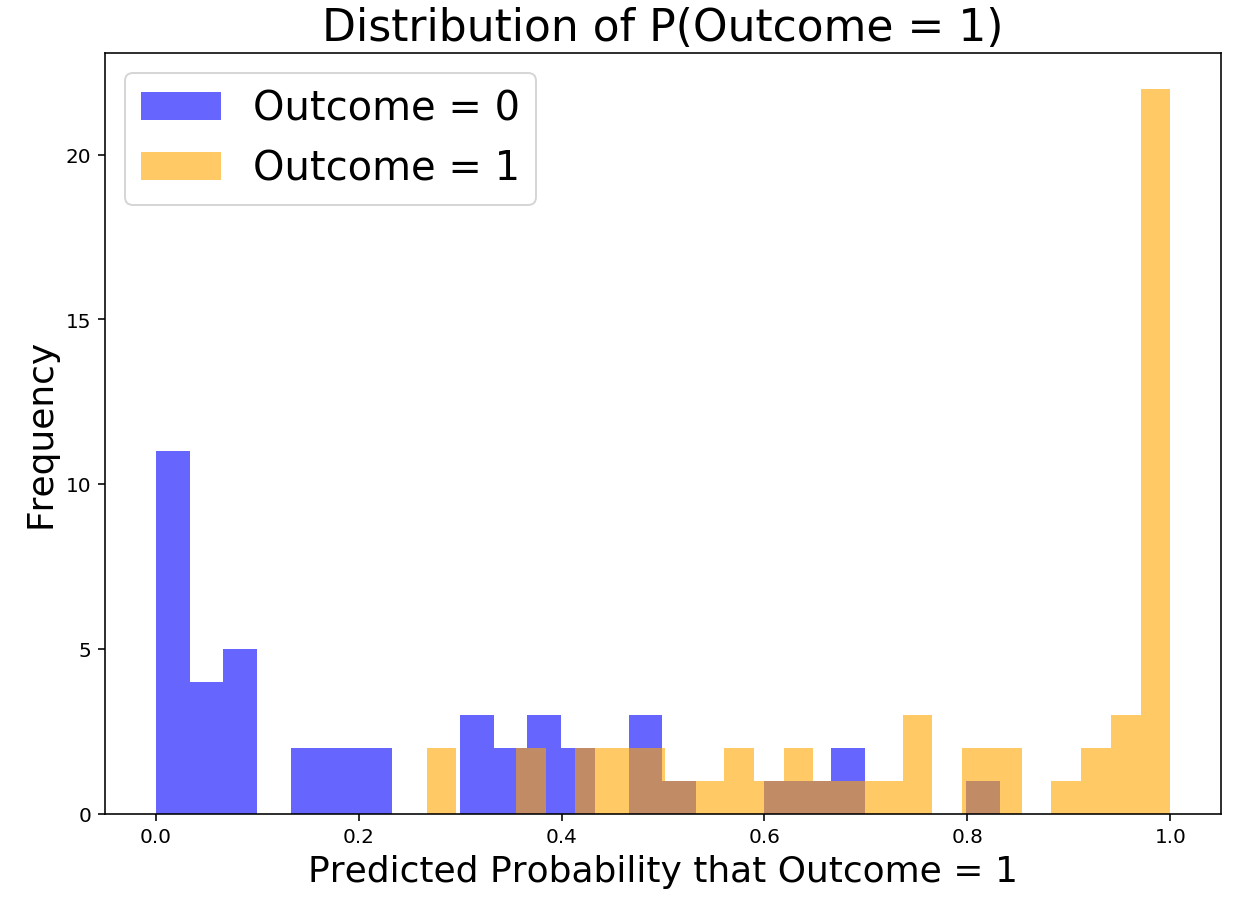 Distribution of P(Outcome = 1)
Outcome = 0
Outcome = 1
Frequency
20
15
10
5
0
0.0 0.2 0.4 0.6 0.8 1.0
Predicted Probability that Outcome = 1